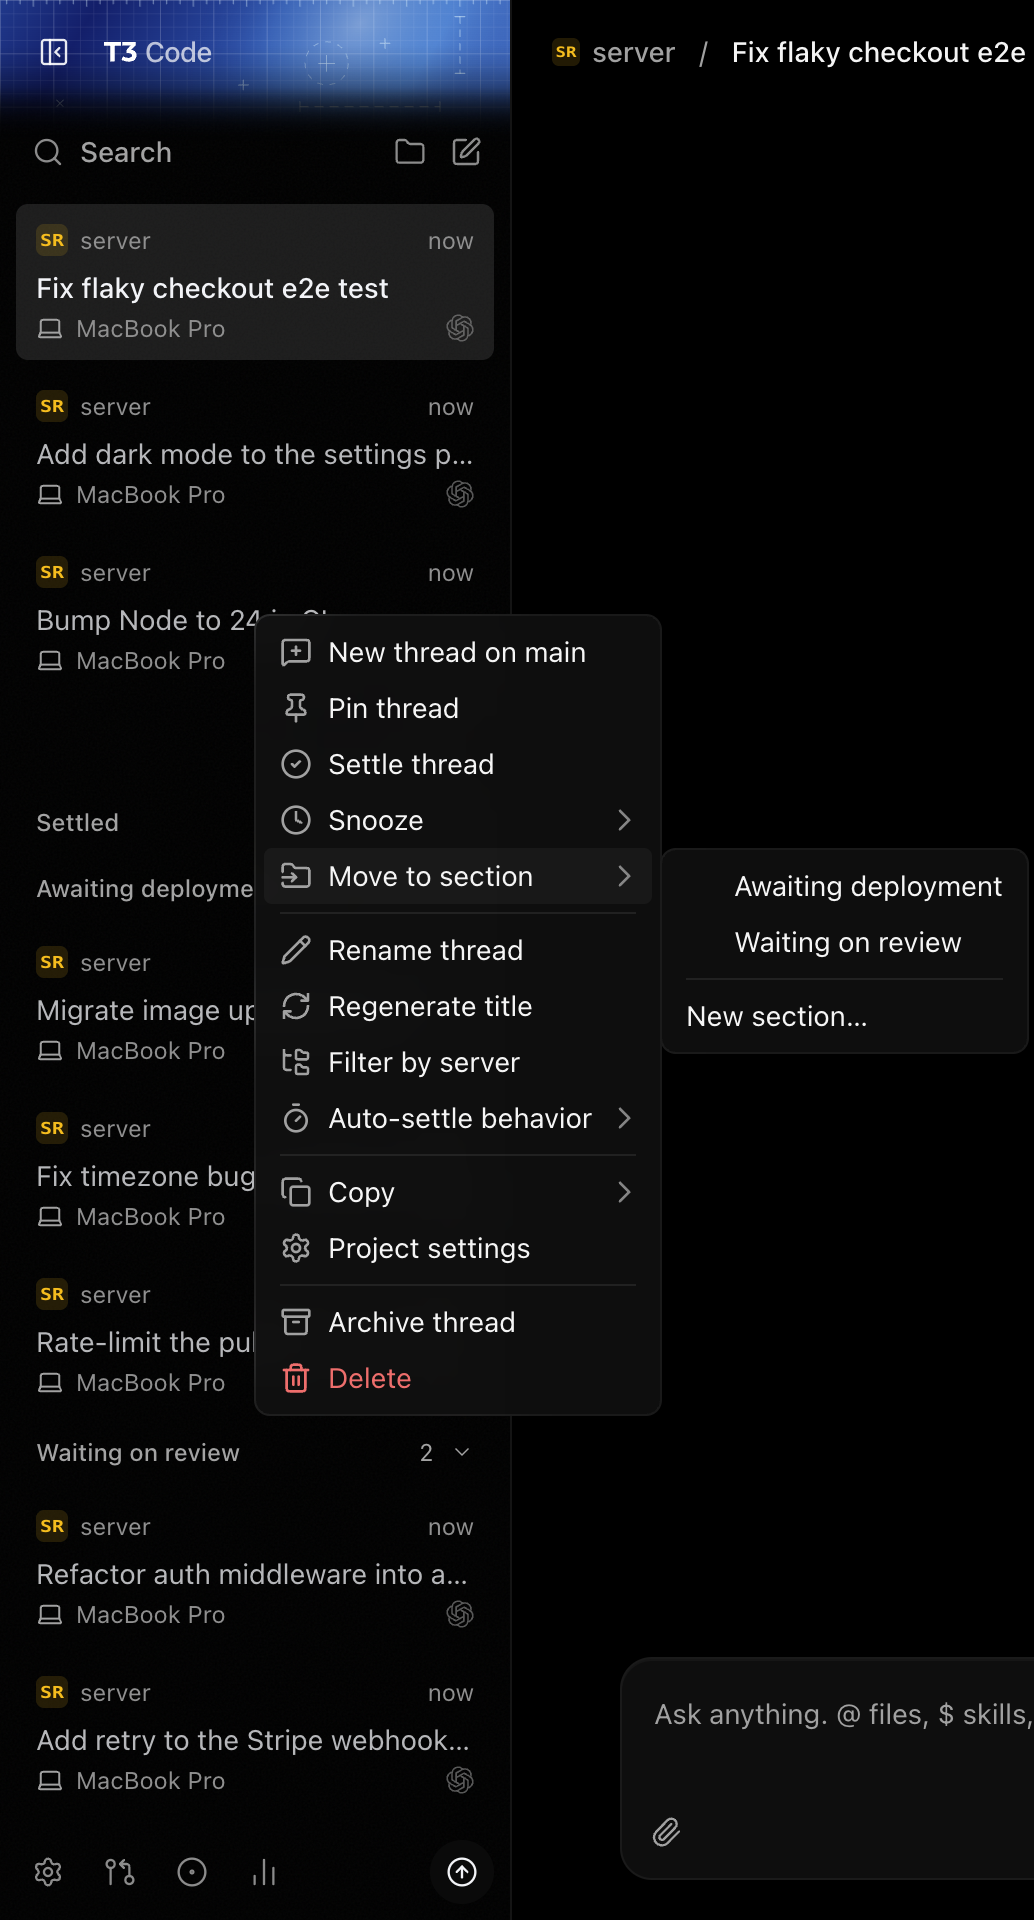 T3 Code
SR server / Fix flaky checkout e2e
Search
SR server now
Fix flaky checkout e2e test
MacBook Pro
SR server now
Add dark mode to the settings p...
MacBook Pro
SR server now
Bump Node to 24
MacBook Pro
New thread on main
Pin thread
Settle thread
Snooze
Move to section
Rename thread
Regenerate title
Filter by server
Auto-settle behavior
Copy
Project settings
Archive thread
Delete
Awaiting deployment
Waiting on review
New section...
Settled
Awaiting deployme
SR server
Migrate image up
MacBook Pro
SR server
Fix timezone bug
MacBook Pro
SR server
Rate-limit the pul
MacBook Pro
Waiting on review 2
SR server now
Refactor auth middleware into a...
MacBook Pro
SR server now
Add retry to the Stripe webhook...
MacBook Pro
Ask anything. @ files, $ skills,